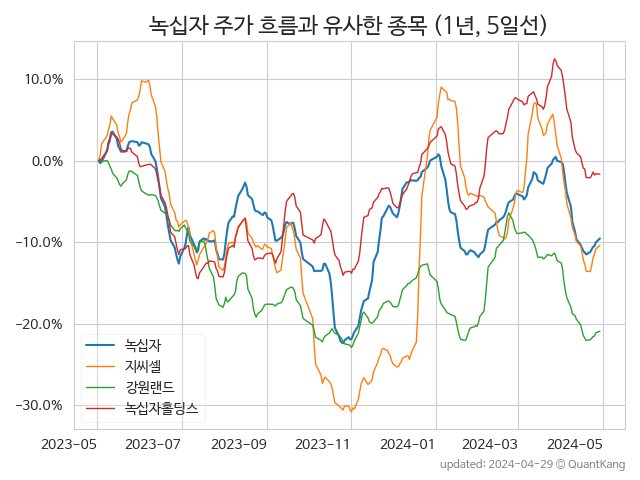 녹십자 주가 흐름과 유사한 종목 (1년, 5일선)
10.0%
0.0%
−10.0%
−20.0%
−30.0%
녹십자
지씨셀
강원랜드
녹십자홀딩스
2023-05 2023-07 2023-09 2023-11 2024-01 2024-03 2024-05
updated: 2024-04-29 © QuantKang